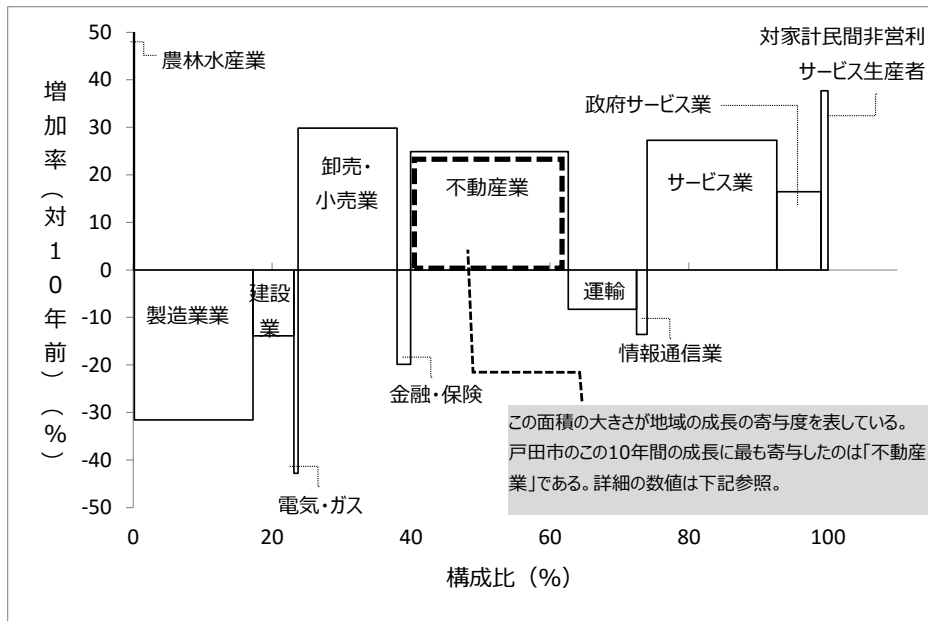 50
40
30
20
10
0
-10
-20
-30
-40
-50
増加率（対10年前）（%）
農林水産業
対家計民間非営利
サービス生産者
政府サービス業
卸売・
小売業
不動産業
サービス業
製造業業
建設
業
運輸
情報通信業
金融・保険
電気・ガス
この面積の大きさが地域の成長の寄与度を表している。
戸田市のこの10年間の成長に最も寄与したのは「不動産
業」である。詳細の数値は下記参照。
0
20
40
60
80
100
構成比（%）